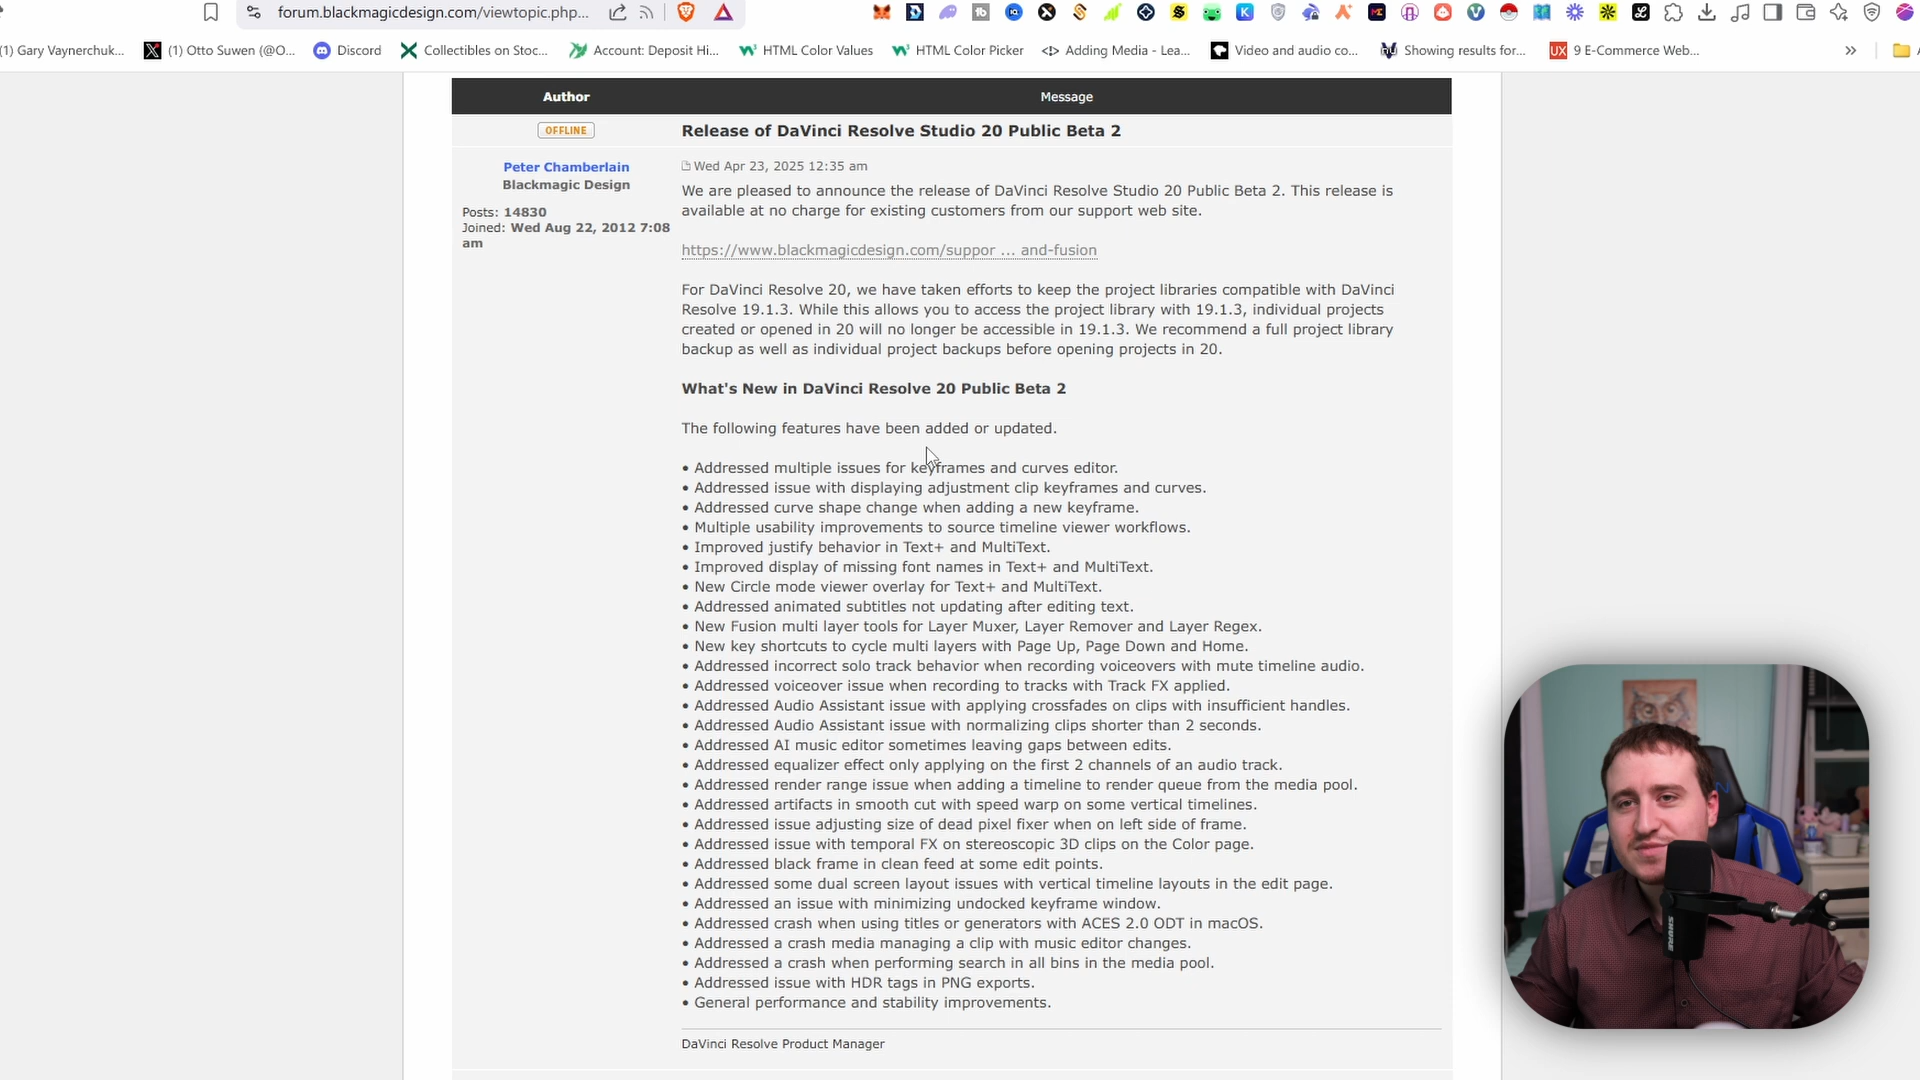 forum.blackmagicdesign.com/viewtopic.php...
(1) Gary Vaynerchuk...
(1) Otto Suwen (@O...
Discord
Collectibles on Stoc...
Account: Deposit Hi...
HTML Color Values
HTML Color Picker
Adding Media - Lea...
Video and audio co...
Showing results for...
UX
9 E-Commerce Web...
Author
Message
OFFLINE
Release of DaVinci Resolve Studio 20 Public Beta 2
Peter Chamberlain
Blackmagic Design
Posts: 14830
Joined: Wed Aug 22, 2012 7:08
am
Wed Apr 23, 2025 12:35 am
We are pleased to announce the release of DaVinci Resolve Studio 20 Public Beta 2. This release is
available at no charge for existing customers from our support web site.
https://www.blackmagicdesign.com/suppor ... and-fusion
For DaVinci Resolve 20, we have taken efforts to keep the project libraries compatible with DaVinci
Resolve 19.1.3. While this allows you to access the project library with 19.1.3, individual projects
created or opened in 20 will no longer be accessible in 19.1.3. We recommend a full project library
backup as well as individual project backups before opening projects in 20.
What's New in DaVinci Resolve 20 Public Beta 2
The following features have been added or updated.
• Addressed multiple issues for keyframes and curves editor.
• Addressed issue with displaying adjustment clip keyframes and curves.
• Addressed curve shape change when adding a new keyframe.
• Multiple usability improvements to source timeline viewer workflows.
• Improved justify behavior in Text+ and MultiText.
• Improved display of missing font names in Text+ and MultiText.
• New Circle mode viewer overlay for Text+ and MultiText.
• Addressed animated subtitles not updating after editing text.
• New Fusion multi layer tools for Layer Muxer, Layer Remover and Layer Regex.
• New key shortcuts to cycle multi layers with Page Up, Page Down and Home.
• Addressed incorrect solo track behavior when recording voiceovers with mute timeline audio.
• Addressed voiceover issue when recording to tracks with Track FX applied.
• Addressed Audio Assistant issue with applying crossfades on clips with insufficient handles.
• Addressed Audio Assistant issue with normalizing clips shorter than 2 seconds.
• Addressed AI music editor sometimes leaving gaps between edits.
• Addressed equalizer effect only applying on the first 2 channels of an audio track.
• Addressed render range issue when adding a timeline to render queue from the media pool.
• Addressed artifacts in smooth cut with speed warp on some vertical timelines.
• Addressed issue adjusting size of dead pixel fixer when on left side of frame.
• Addressed issue with temporal FX on stereoscopic 3D clips on the Color page.
• Addressed black frame in clean feed at some edit points.
• Addressed some dual screen layout issues with vertical timeline layouts in the edit page.
• Addressed an issue with minimizing undocked keyframe window.
• Addressed crash when using titles or generators with ACES 2.0 ODT in macOS.
• Addressed a crash media managing a clip with music editor changes.
• Addressed a crash when performing search in all bins in the media pool.
• Addressed issue with HDR tags in PNG exports.
• General performance and stability improvements.
DaVinci Resolve Product Manager
SHURE